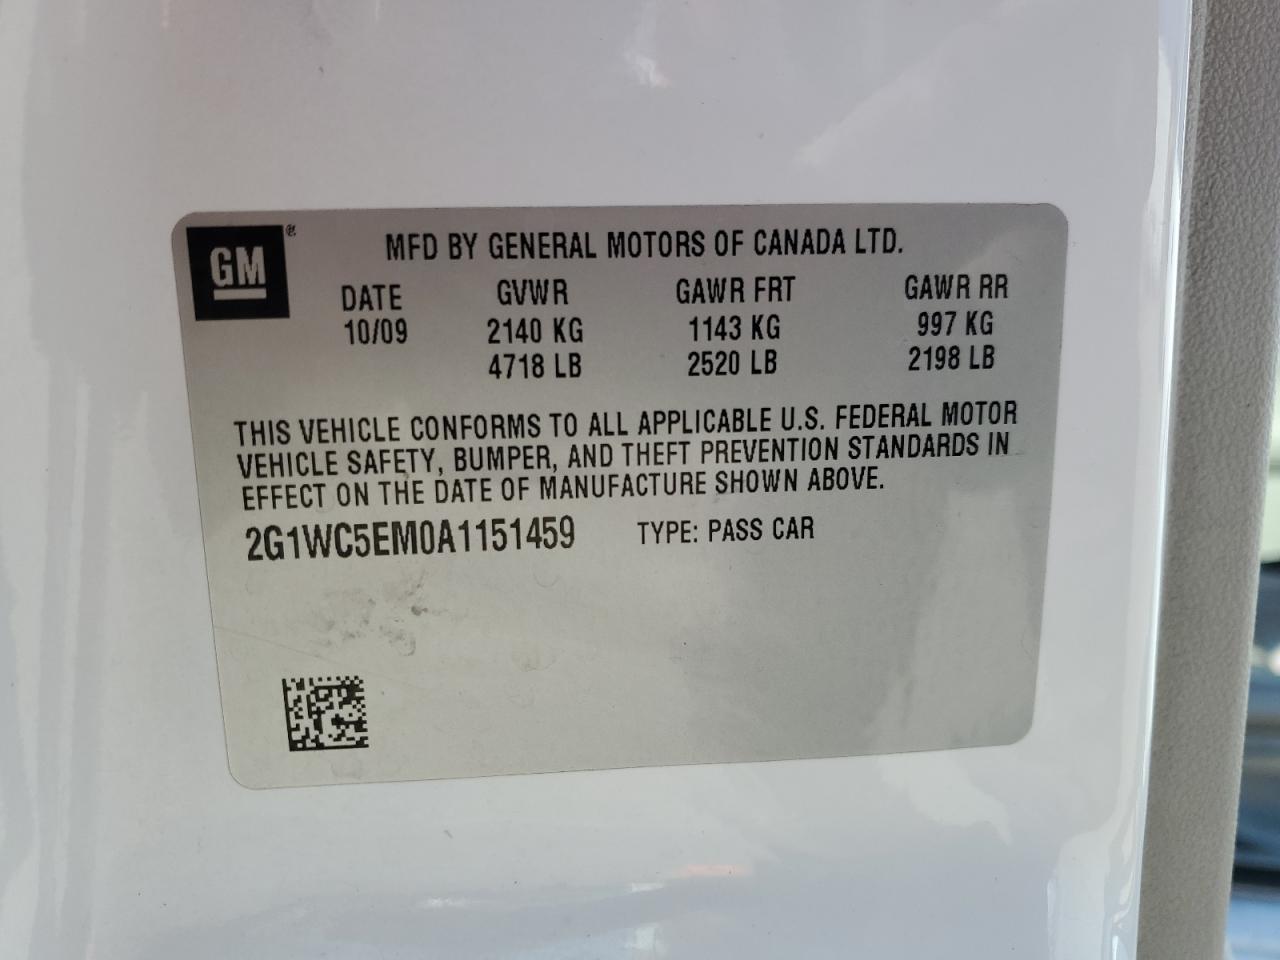 GM ®
MFD BY GENERAL MOTORS OF CANADA LTD.
DATE GVWR GAWR FRT GAWR RR
10/09 2140 KG 1143 KG 997 KG
4718 LB 2520 LB 2198 LB
THIS VEHICLE CONFORMS TO ALL APPLICABLE U.S. FEDERAL MOTOR
VEHICLE SAFETY, BUMPER, AND THEFT PREVENTION STANDARDS IN
EFFECT ON THE DATE OF MANUFACTURE SHOWN ABOVE.
2G1WC5EM0A1151459 TYPE: PASS CAR